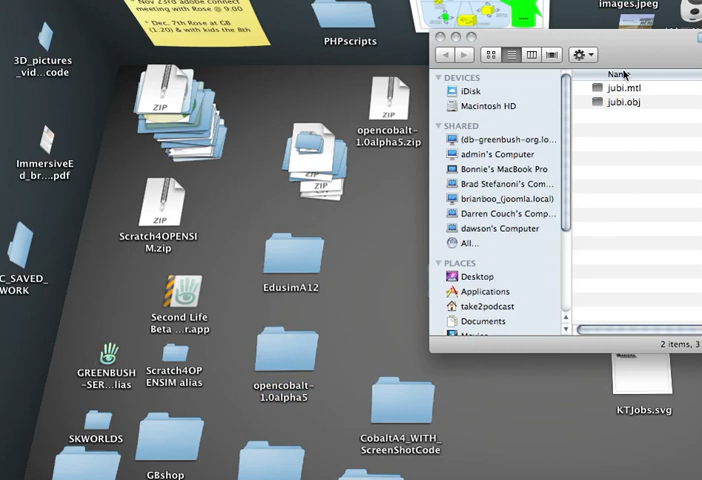 Nov 23rd adobe connect
meeting with Rose @ 9:00
* Dec. 7th Rose at GB
(1:20) & with kids the 8th
PHPscripts
images.jpeg
3D_pictures
_vid...code
ZIP
ImmersiveE
d_br...pdf
ZIP
opencobalt-
1.0alpha5.zip
ZIP
ZIP
Scratch4OPENSI
M.zip
C_SAVED_
WORK
EdusimA12
Second Life
Beta ...r.app
GREENBUSH
-SER...lias
Scratch4OP
ENSIM alias
opencobalt-
1.0alpha5
SKWORLDS
GBshop
CobaltA4_WITH_
ScreenShotCode
KTJobs.svg
DEVICES
iDisk
Macintosh HD
SHARED
(db-greenbush-org.lo...
admin's Computer
Bonnie's MacBook Pro
Brad Stefanoni's Com...
brianboo_(joomla.local)
Darren Couch's Comp...
dawson's Computer
All...
PLACES
Desktop
Applications
take2podcast
Documents
Movies
Name
jubi.mtl
jubi.obj
2 items, 3